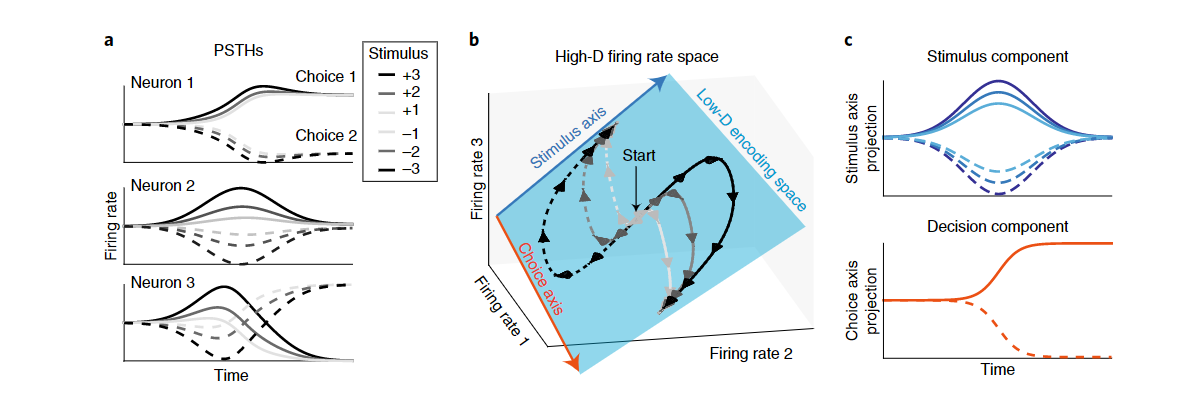 a
PSTHs
Neuron 1
Choice 1
Choice 2
Neuron 2
Firing rate
Neuron 3
Time
Stimulus
+3
+2
+1
–1
–2
–3
b
High-D firing rate space
Stimulus axis
Low-D encoding space
Start
Choice axis
Firing rate 3
Firing rate 1
Firing rate 2
c
Stimulus component
Stimulus axis
projection
Decision component
Choice axis
projection
Time